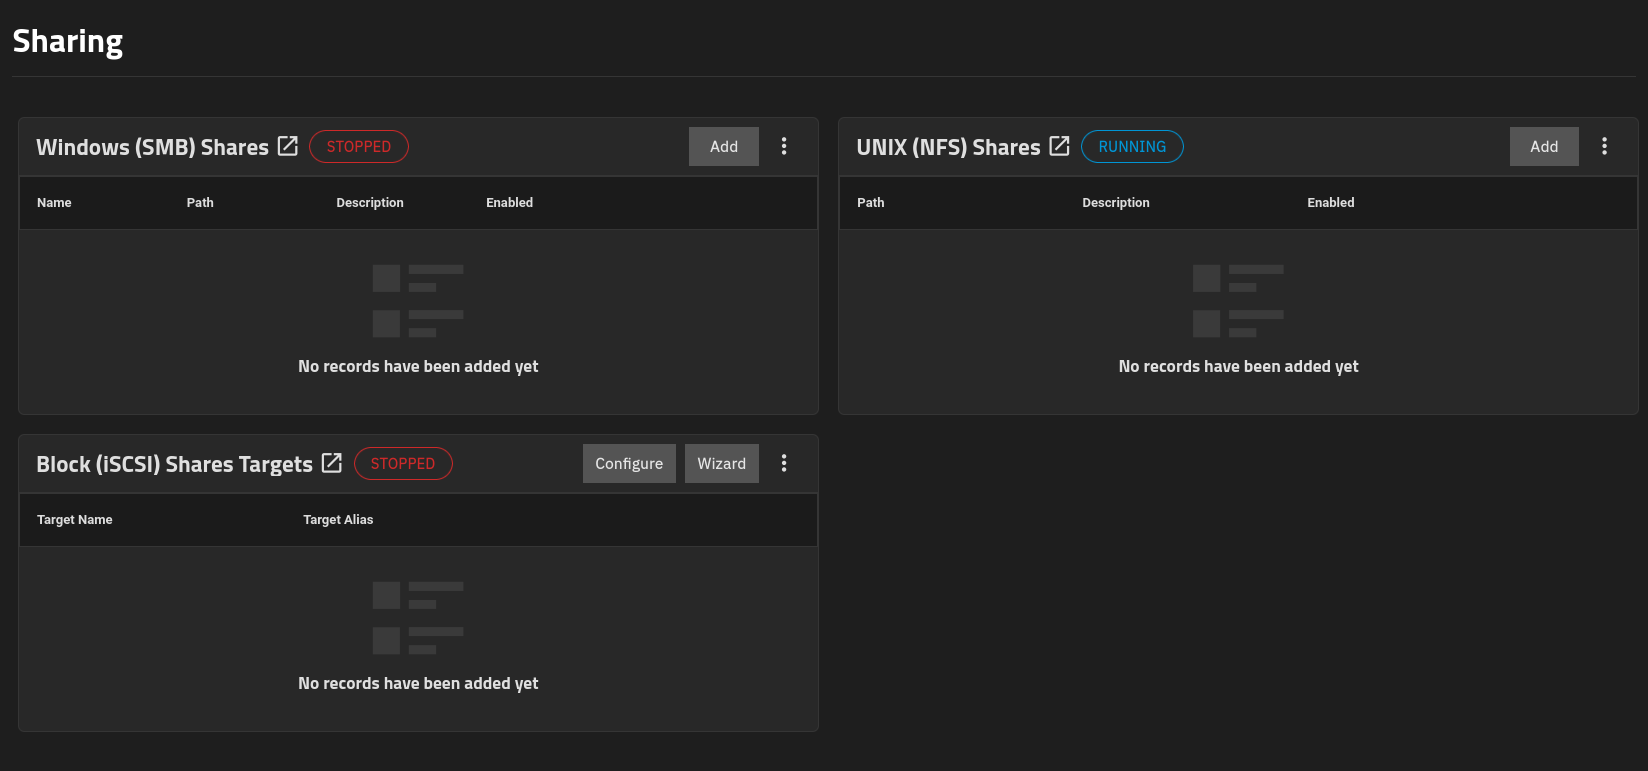 Sharing
Windows (SMB) Shares STOPPED Add
Name Path Description Enabled
No records have been added yet
UNIX (NFS) Shares RUNNING Add
Path Description Enabled
No records have been added yet
Block (iSCSI) Shares Targets STOPPED Configure Wizard
Target Name Target Alias
No records have been added yet